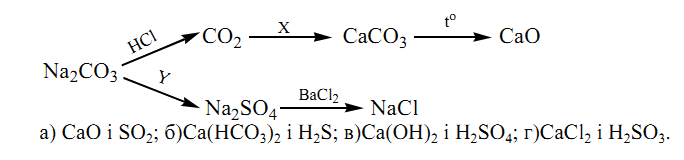 HCl CO₂ X CaCO₃ tº CaO
Na₂CO₃
Y Na₂SO₄ BaCl₂ NaCl
а) CaO і SO₂; б)Ca(HCO₃)₂ і H₂S; в)Ca(OH)₂ і H₂SO₄; г)CaCl₂ і H₂SO₃.